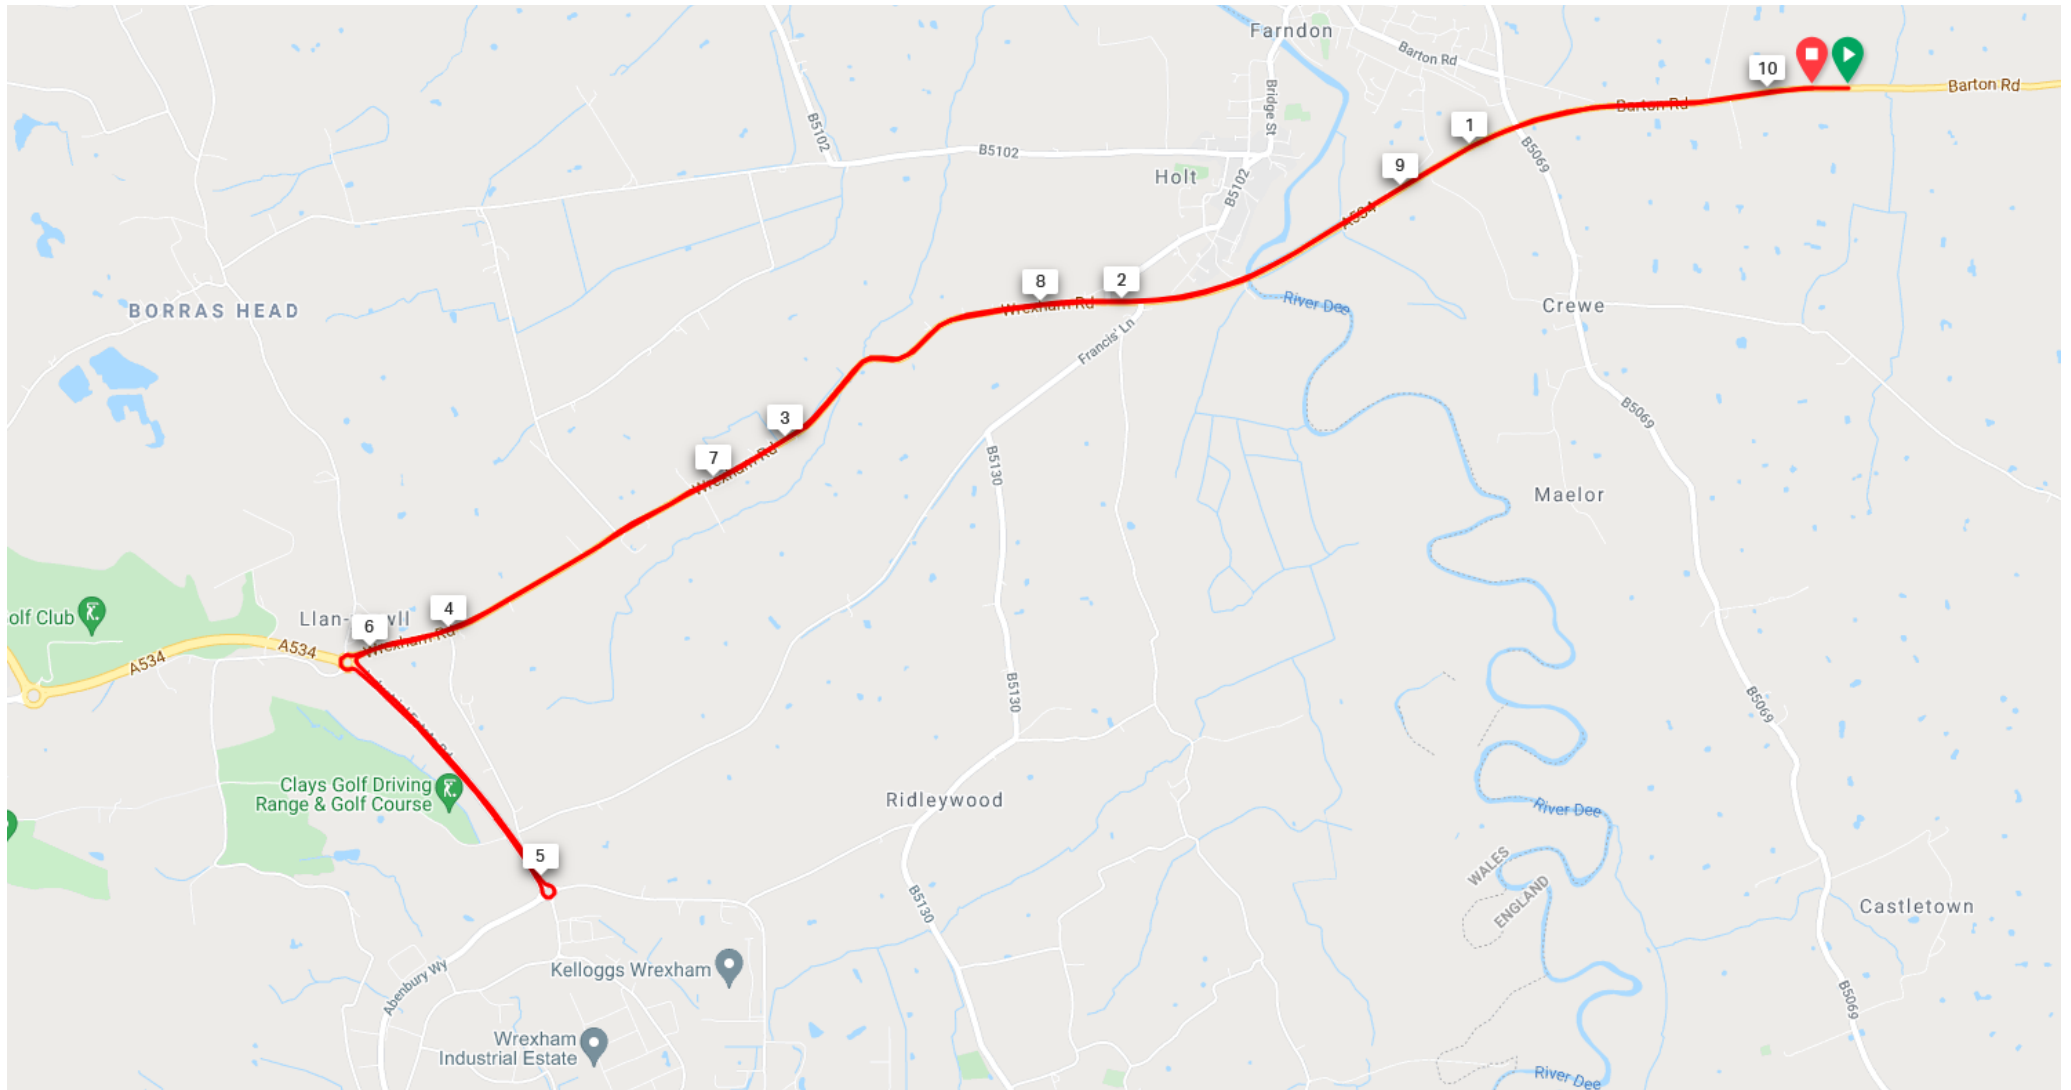 Farndon
Barton Rd
10
Barton Rd
Bridge St
B5102
1
Barton Rd
B5102
9
B5069
Holt
B5102
A534
8
2
River Dee
Wrexham Rd
BORRAS HEAD
Crewe
Francis' Ln
3
B5069
7
Wrexham Rd
B5130
Maelor
olf Club
4
6
Wrexham Rd
A534
A534
B5130
B5069
Clays Golf Driving
Range & Golf Course
Ridleywood
River Dee
5
WALES
ENGLAND
B5130
Castletown
Kelloggs Wrexham
Abenbury Wy
B5069
Wrexham
Industrial Estate
River Dee